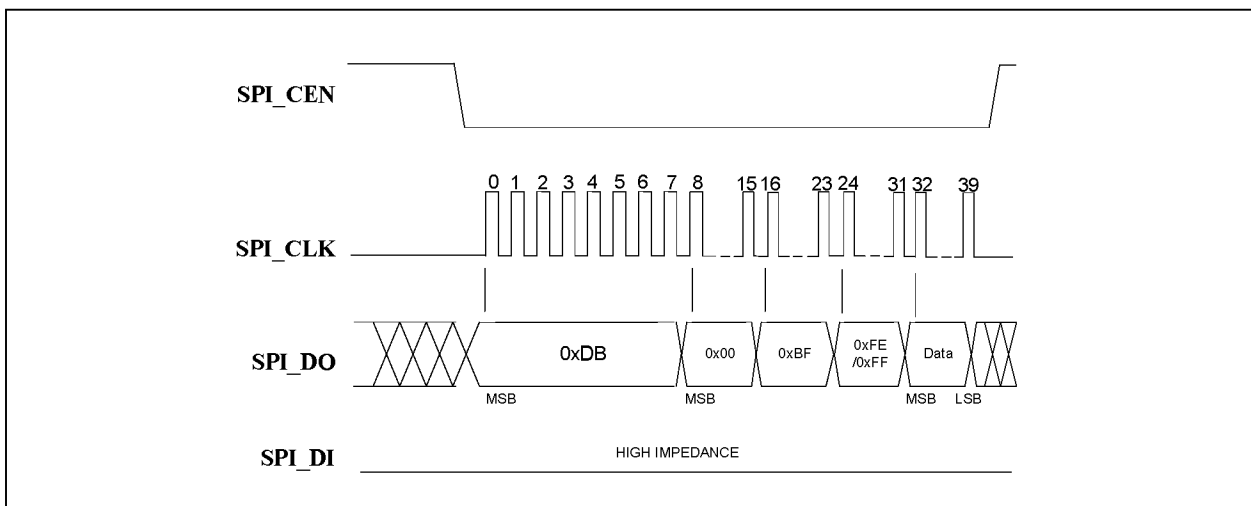 SPI_CEN
0 1 2 3 4 5 6 7 8 15 16 23 24 31 32 39
SPI_CLK
SPI_DO
0xDB 0x00 0xBF 0xFE /0xFF Data
MSB MSB MSB LSB
SPI_DI
HIGH IMPEDANCE